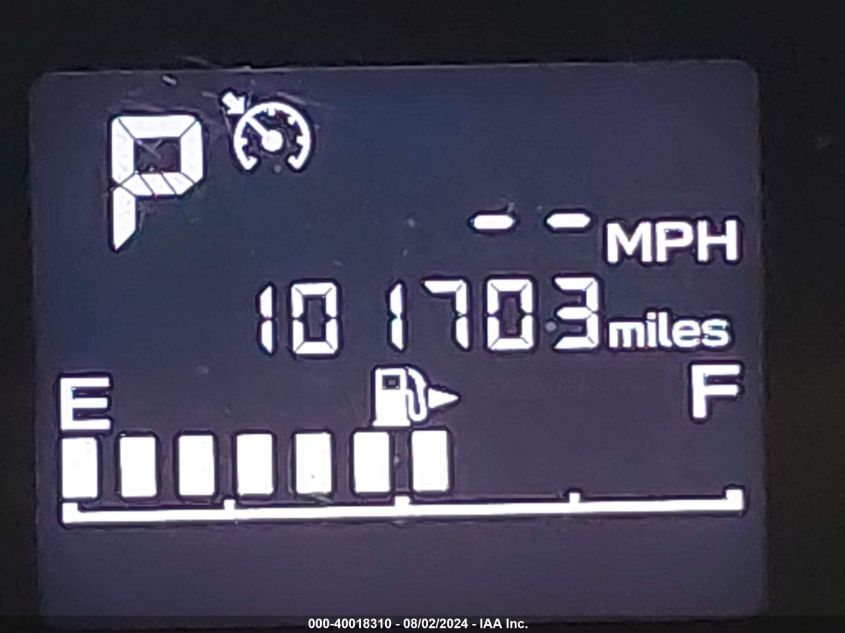 P
-- MPH
101703 miles
E F
000-40018310 - 08/02/2024 - IAA Inc.